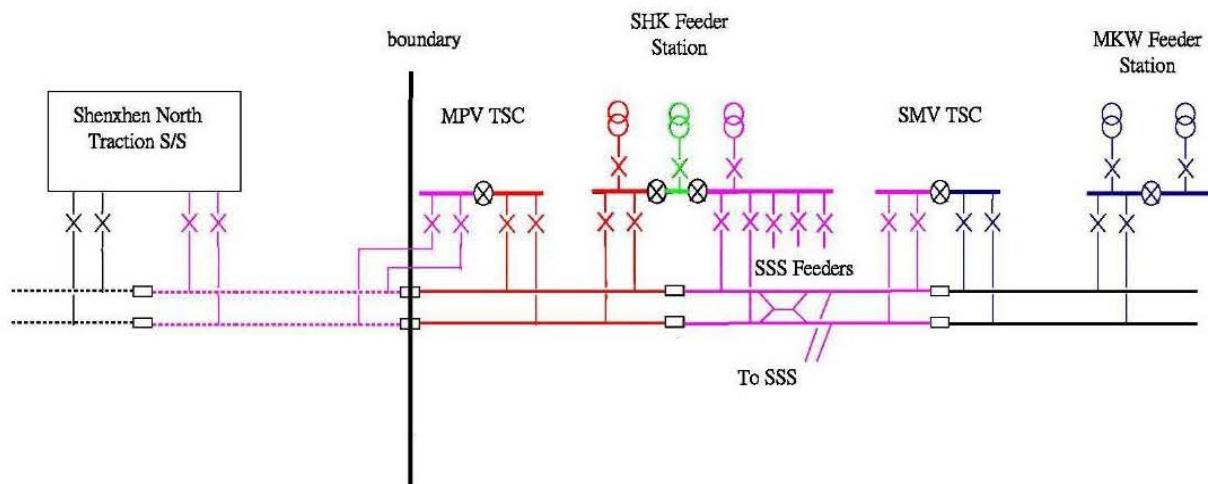 SHK Feeder
Station
boundary
MKW Feeder
Station
Shenxhen North
Traction S/S
MPV TSC
SMV TSC
SSS Feeders
To SSS